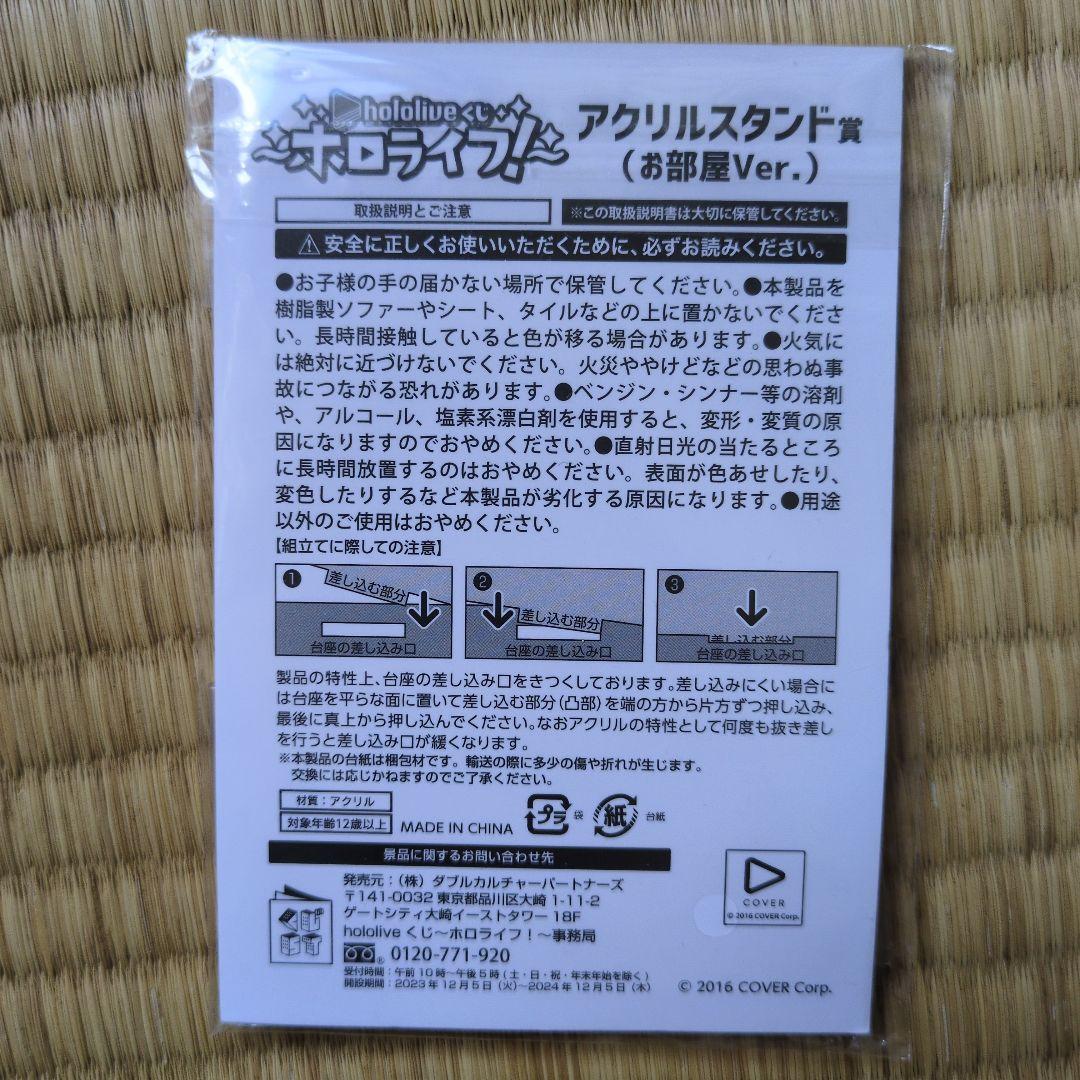 hololive くじ
～ホロライブ!～
アクリルスタンド賞
(お部屋Ver.)
取扱説明とご注意
※この取扱説明書は大切に保管してください。
安全に正しくお使いいただくために、必ずお読みください。
●お子様の手の届かない場所で保管してください。●本製品を
樹脂製ソファーやシート、タイルなどの上に置かないでくださ
い。長時間接触していると色が移る場合があります。●火気に
は絶対に近づけないでください。火災ややけどなどの思わぬ事
故につながる恐れがあります。●ベンジン・シンナー等の溶剤
や、アルコール、塩素系漂白剤を使用すると、変形・変質の原
因になりますのでおやめください。●直射日光の当たるところ
に長時間放置するのはおやめください。表面が色あせしたり、
変色したりするなど本製品が劣化する原因になります。●用途
以外のご使用はおやめください。
【組立てに際しての注意】
1 差し込む部分
台座の差し込み口
2 差し込む部分
台座の差し込み口
3 差し込む部分
台座の差し込み口
製品の特性上、台座の差し込み口をきつくしております。差し込みにくい場合に
は台座を平らな面に置いて差し込む部分(凸部)を端の方から片方ずつ押し込み、
最後に真上から押し込んでください。なおアクリルの特性として何度も抜き差し
を行うと差し込み口が緩くなります。
※本製品の台紙は梱包材です。輸送の際に多少の傷や折れが生じます。
交換には応じかねますのでご了承ください。
材質:アクリル
対象年齢12歳以上
MADE IN CHINA
プラ 袋
紙 台紙
景品に関するお問い合わせ先
発売元:(株)ダブルカルチャーパートナーズ
〒141-0032 東京都品川区大崎 1-11-2
ゲートシティ大崎イーストタワー 18F
hololive くじ～ホロライブ!～事務局
0120-771-920
受付時間:午前10時～午後5時(土・日・祝・年末年始を除く)
開設期間:2023年12月5日(火)～2024年12月5日(木)
COVER
© 2016 COVER Corp.
© 2016 COVER Corp.